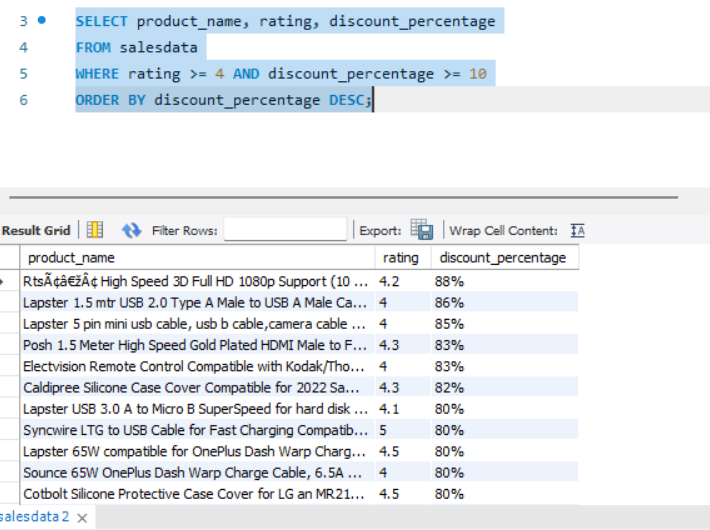 3 SELECT product_name, rating, discount_percentage
4 FROM salesdata
5 WHERE rating >= 4 AND discount_percentage >= 10
6 ORDER BY discount_percentage DESC;
Result Grid Filter Rows: Export: Wrap Cell Content: IA
product_name rating discount_percentage
RtsÃ¢â€žÂ¢ High Speed 3D Full HD 1080p Support (10 ... 4.2 88%
Lapster 1.5 mtr USB 2.0 Type A Male to USB A Male Ca... 4 86%
Lapster 5 pin mini usb cable, usb b cable,camera cable ... 4 85%
Posh 1.5 Meter High Speed Gold Plated HDMI Male to F... 4.3 83%
Electvision Remote Control Compatible with Kodak/Tho... 4 83%
Caldipree Silicone Case Cover Compatible for 2022 Sa... 4.3 82%
Lapster USB 3.0 A to Micro B SuperSpeed for hard disk ... 4.1 80%
Syncwire LTG to USB Cable for Fast Charging Compatib... 5 80%
Lapster 65W compatible for OnePlus Dash Warp Charg... 4.5 80%
Sounce 65W OnePlus Dash Warp Charge Cable, 6.5A ... 4 80%
Cotbolt Silicone Protective Case Cover for LG an MR21... 4.5 80%
salesdata 2